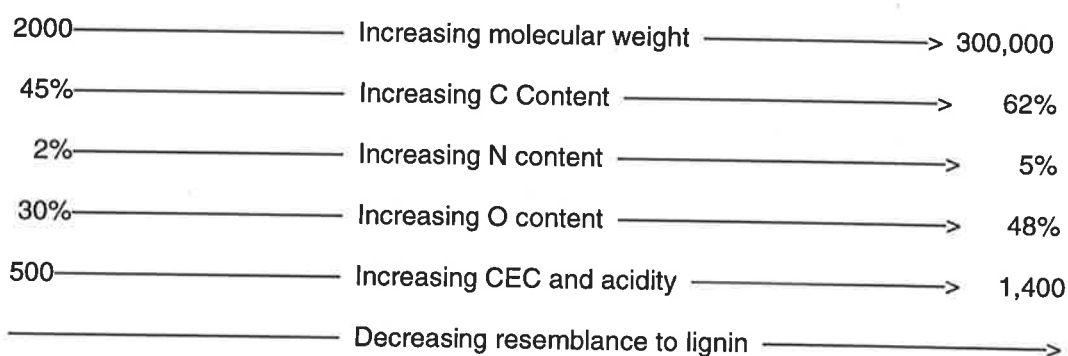 2000 Increasing molecular weight 300,000
45% Increasing C Content 62%
2% Increasing N content 5%
30% Increasing O content 48%
500 Increasing CEC and acidity 1,400
Decreasing resemblance to lignin